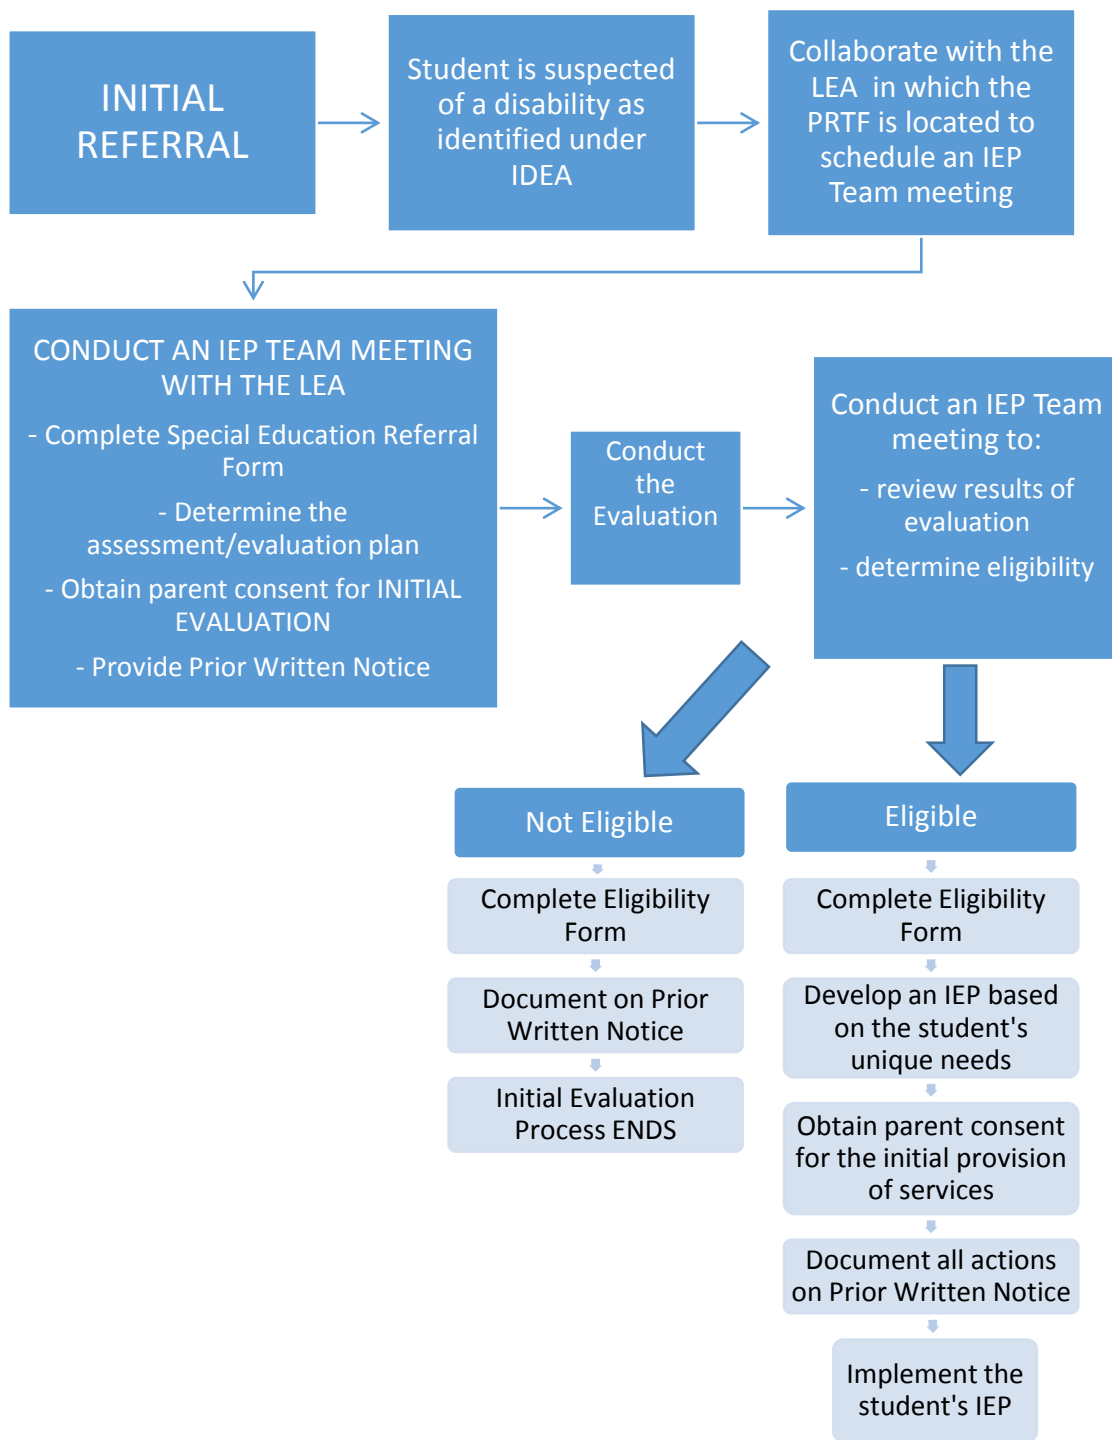 INITIAL
REFERRAL
Student is suspected
of a disability as
identified under
IDEA
Collaborate with the
LEA in which the
PRTF is located to
schedule an IEP
Team meeting
CONDUCT AN IEP TEAM MEETING
WITH THE LEA
- Complete Special Education Referral
Form
- Determine the
assessment/evaluation plan
- Obtain parent consent for INITIAL
EVALUATION
- Provide Prior Written Notice
Conduct
the
Evaluation
Conduct an IEP Team
meeting to:
- review results of
evaluation
- determine eligibility
Not Eligible
Complete Eligibility
Form
Document on Prior
Written Notice
Initial Evaluation
Process ENDS
Eligible
Complete Eligibility
Form
Develop an IEP based
on the student's
unique needs
Obtain parent consent
for the initial provision
of services
Document all actions
on Prior Written Notice
Implement the
student's IEP